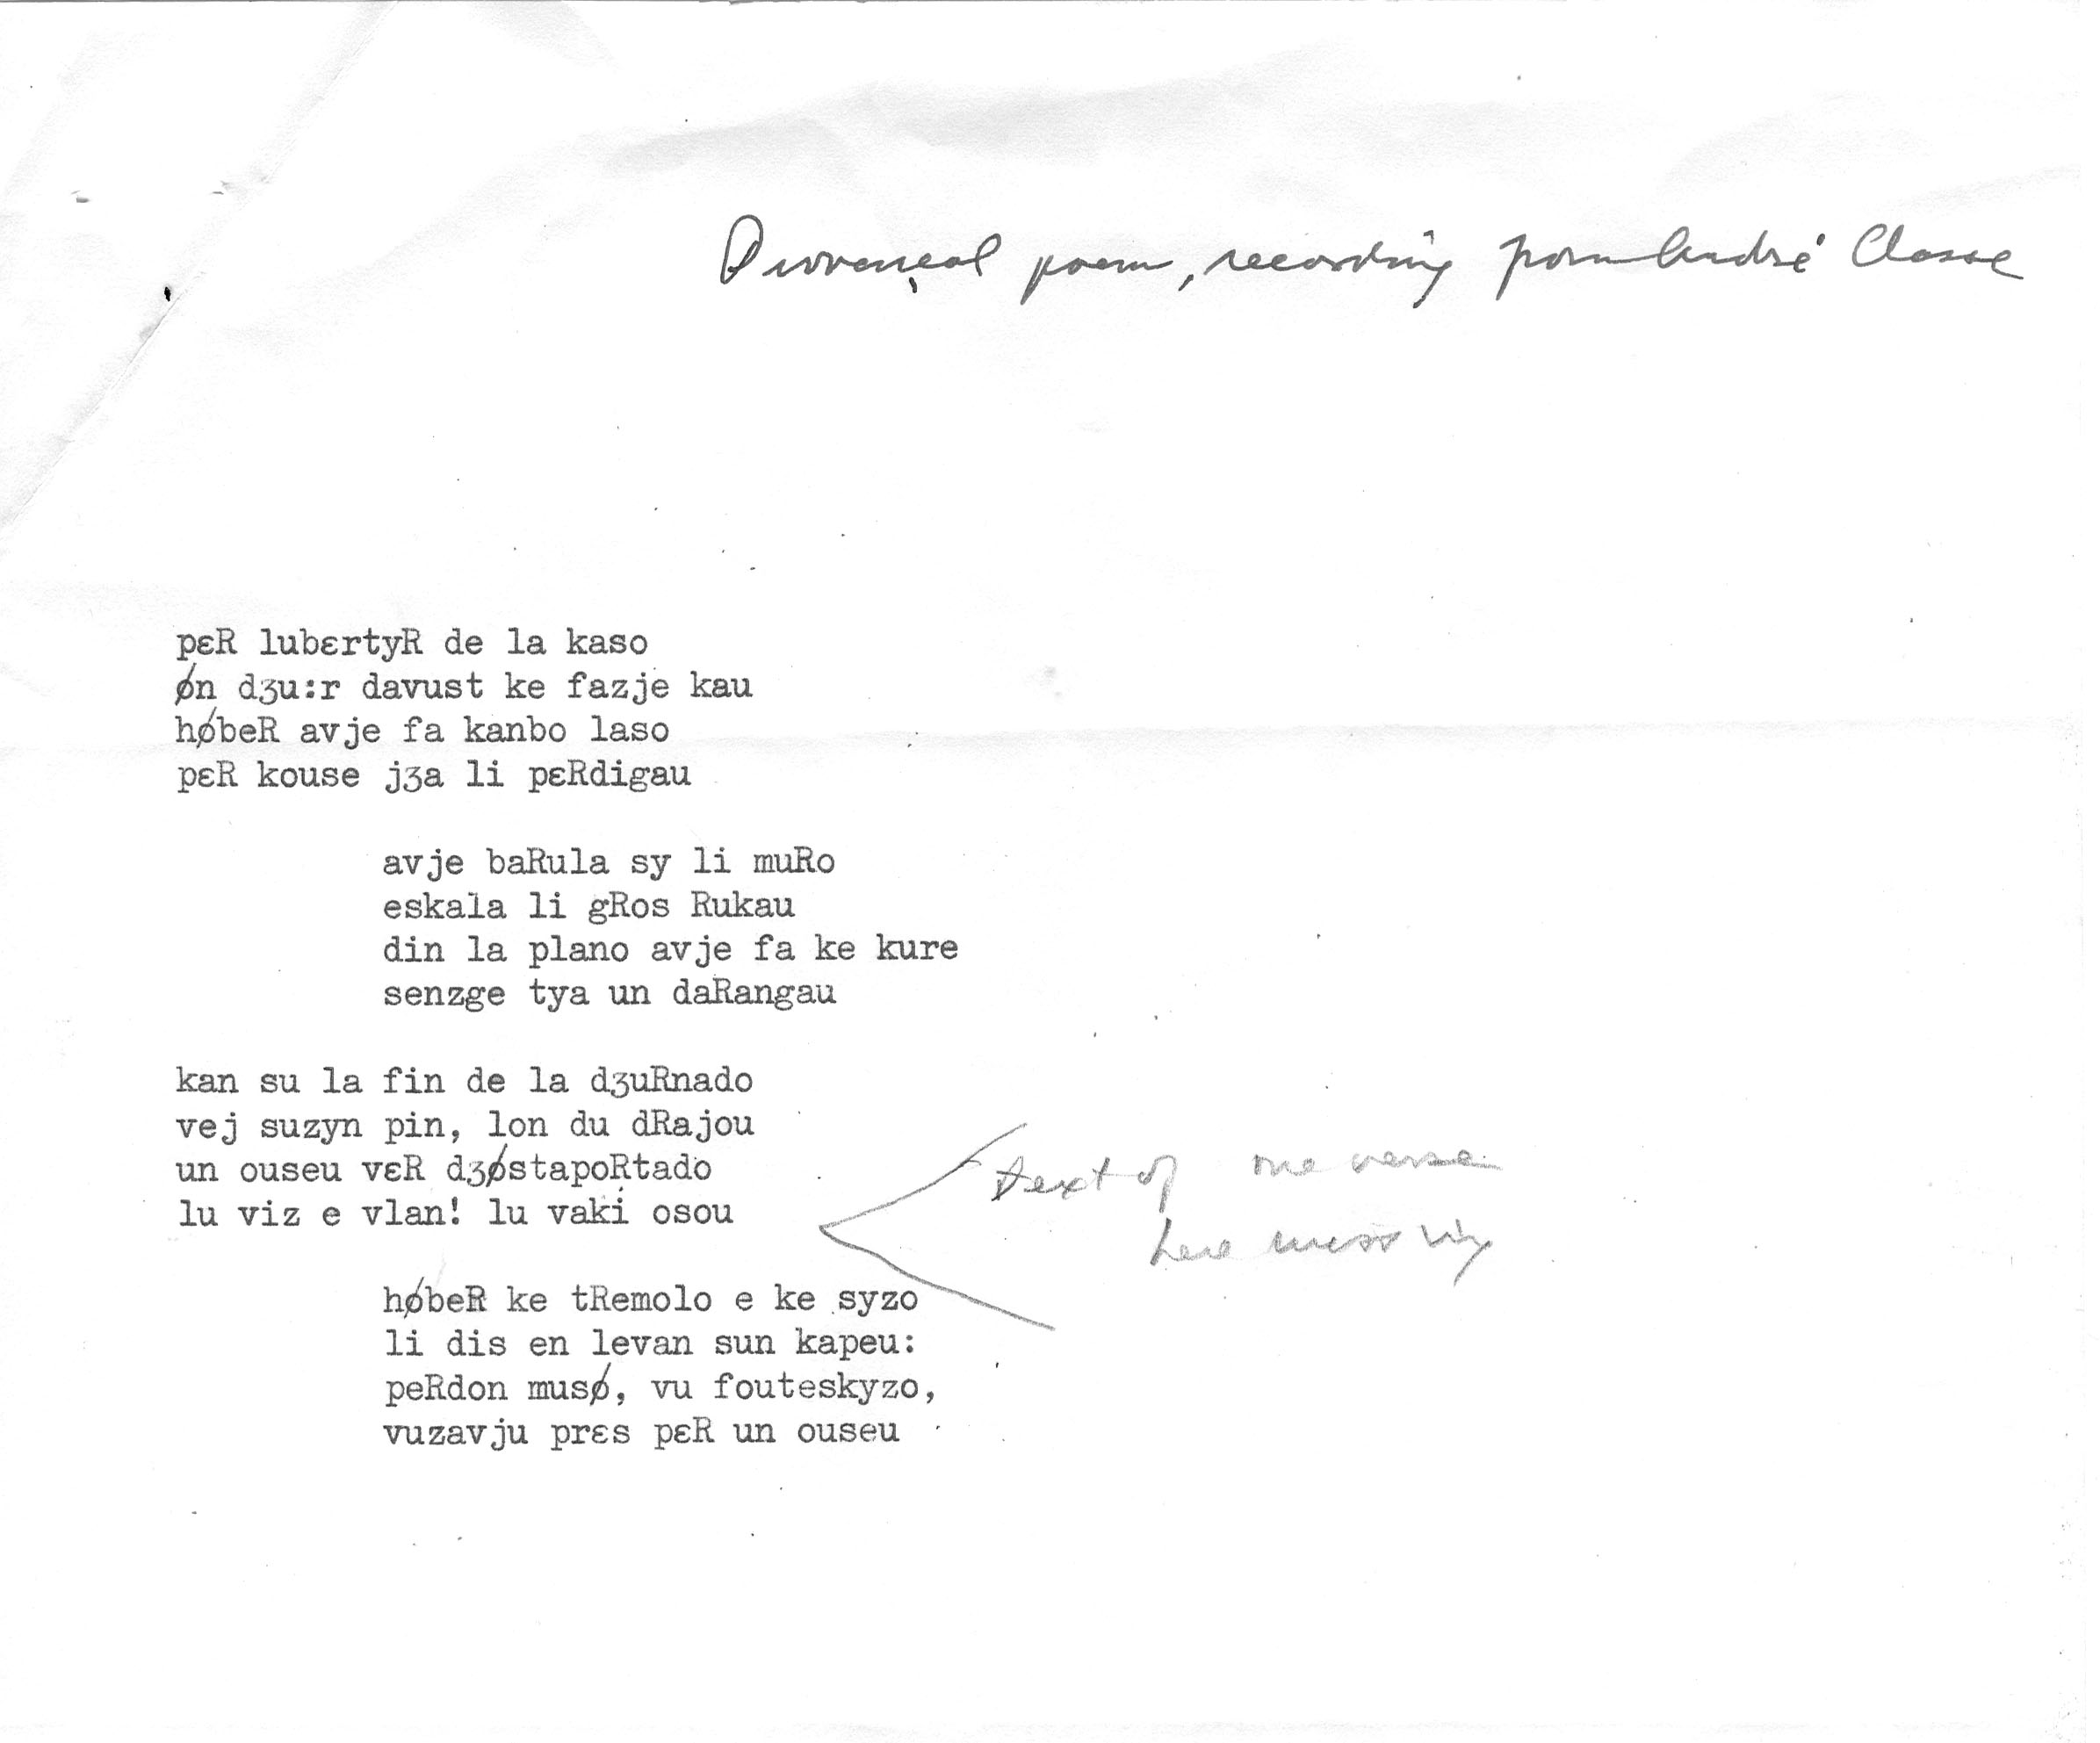 Provençal poem, recording from André Classe
pɛR lubɛrtyR de la kaso
øn dʒu:r davust ke fazje kau
høbeR avje fa kanbo laso
pɛR kouse jʒa li pɛRdigau
avje baRula sy li muRo
eskala li gRos Rukau
din la plano avje fa ke kure
senzge tya un daRangau
kan su la fin de la dʒuRnado
vej suzyn pin, lon du dRajou
un ouseu vɛR dʒøstapoRtado
lu viz e vlan! lu vaki osou
text of one verse
here missing
høbeR ke tRemolo e ke syzo
li dis en levan sun kapeu:
peRdon musø, vu fouteskyzo,
vuzavju prɛs pɛR un ouseu